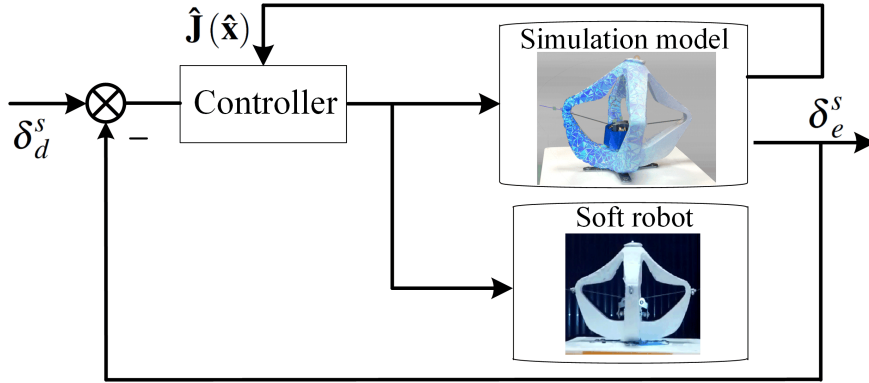 Ĵ(x̂)
Simulation model
Controller
δ_d^s
−
δ_e^s
Soft robot